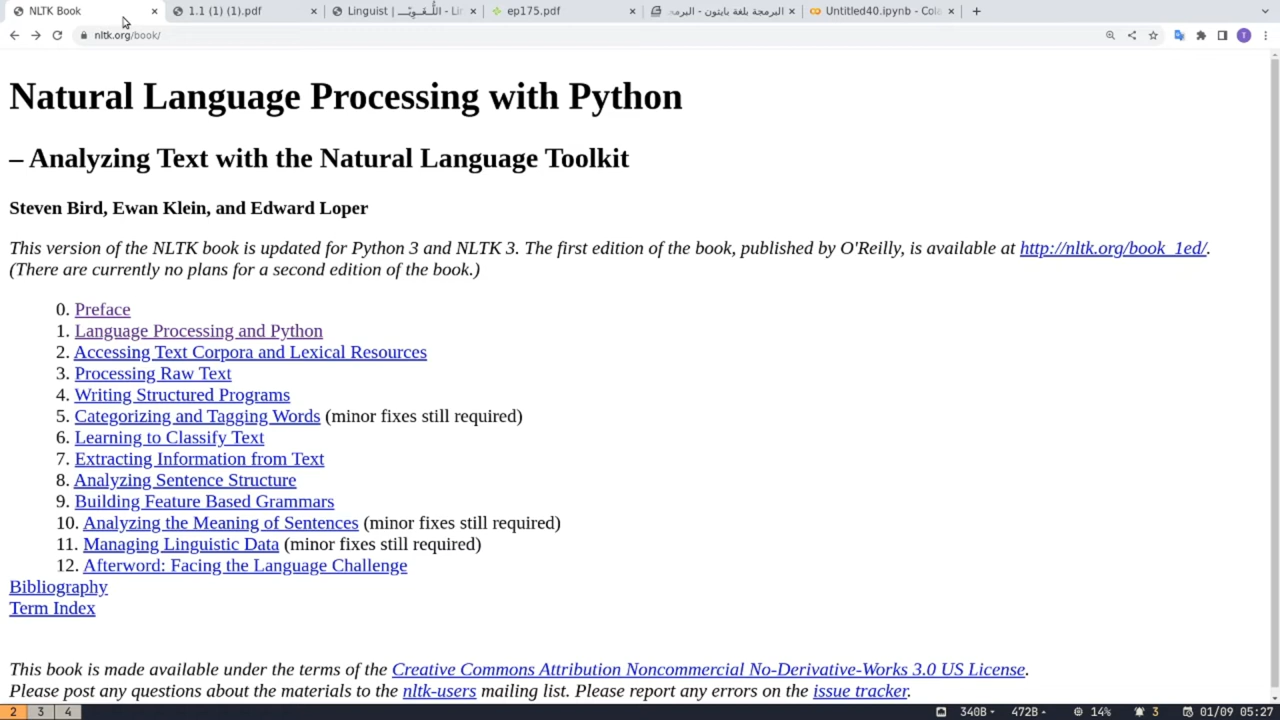 NLTK Book
1.1 (1) (1).pdf
Linguist |
ep175.pdf
البرمجة بلغة بايثون - البرمج
Untitled40.ipynb - Cola
nltk.org/book/
T
Natural Language Processing with Python
– Analyzing Text with the Natural Language Toolkit
Steven Bird, Ewan Klein, and Edward Loper
This version of the NLTK book is updated for Python 3 and NLTK 3. The first edition of the book, published by O'Reilly, is available at http://nltk.org/book_1ed/.
(There are currently no plans for a second edition of the book.)
0. Preface
1. Language Processing and Python
2. Accessing Text Corpora and Lexical Resources
3. Processing Raw Text
4. Writing Structured Programs
5. Categorizing and Tagging Words (minor fixes still required)
6. Learning to Classify Text
7. Extracting Information from Text
8. Analyzing Sentence Structure
9. Building Feature Based Grammars
10. Analyzing the Meaning of Sentences (minor fixes still required)
11. Managing Linguistic Data (minor fixes still required)
12. Afterword: Facing the Language Challenge
Bibliography
Term Index
This book is made available under the terms of the Creative Commons Attribution Noncommercial No-Derivative-Works 3.0 US License.
Please post any questions about the materials to the nltk-users mailing list. Please report any errors on the issue tracker.
2 3 4 340B 472B 14% 3 01/09 05:27